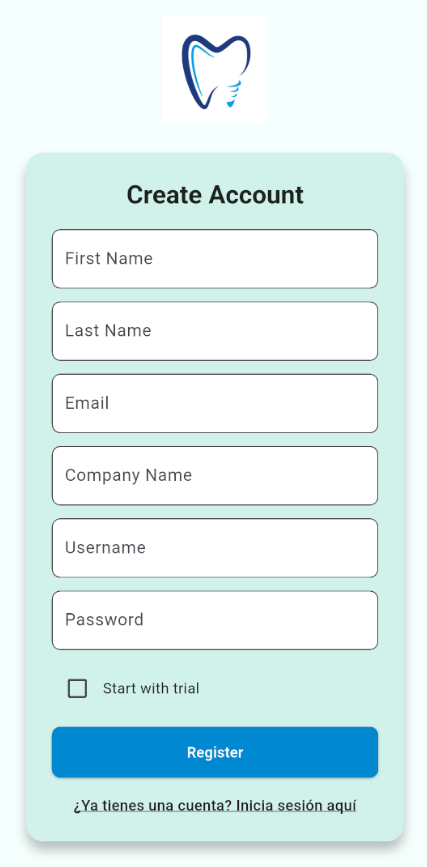 Create Account
First Name
Last Name
Email
Company Name
Username
Password
Start with trial
Register
¿Ya tienes una cuenta? Inicia sesión aquí